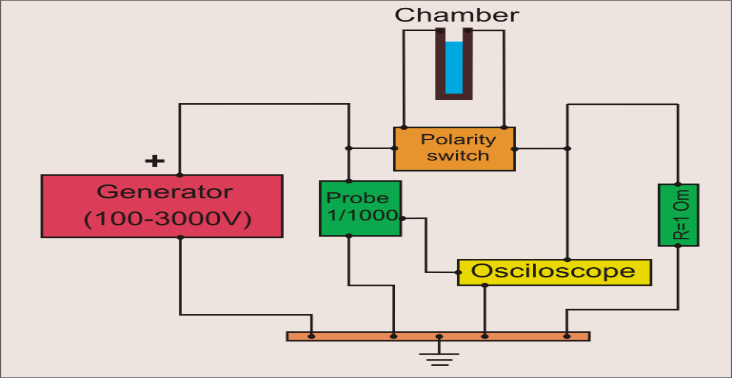 Chamber
Polarity
switch
+
Generator
(100-3000V)
Probe
1/1000
R=1 Om
Osciloscope